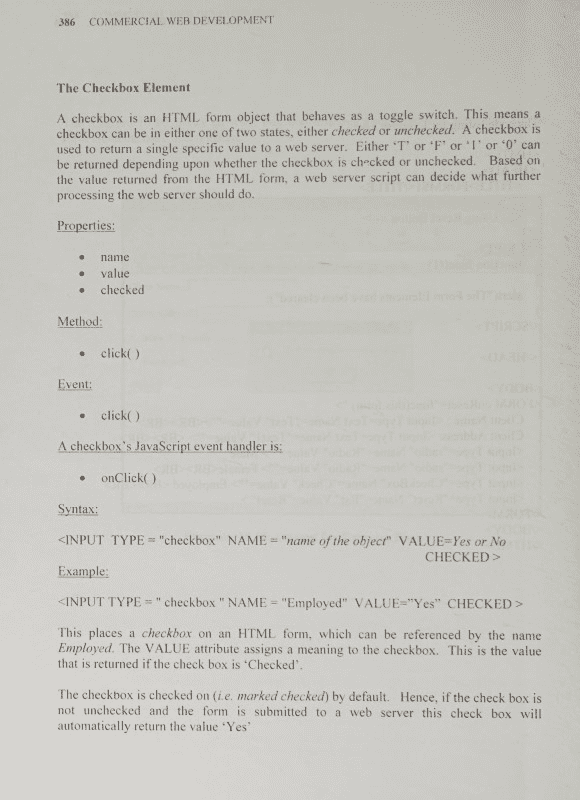 386 COMMERCIAL WEB DEVELOPMENT
The Checkbox Element
A checkbox is an HTML form object that behaves as a toggle switch. This means a
checkbox can be in either one of two states, either checked or unchecked. A checkbox is
used to return a single specific value to a web server. Either ‘T’ or ‘F’ or ‘1’ or ‘0’ can
be returned depending upon whether the checkbox is checked or unchecked. Based on
the value returned from the HTML form, a web server script can decide what further
processing the web server should do.
Properties:
• name
• value
• checked
Method:
• click( )
Event:
• click( )
A checkbox’s JavaScript event handler is:
• onClick( )
Syntax:
<INPUT TYPE = "checkbox" NAME = "name of the object" VALUE=Yes or No
CHECKED >
Example:
<INPUT TYPE = " checkbox " NAME = "Employed" VALUE=”Yes” CHECKED >
This places a checkbox on an HTML form, which can be referenced by the name
Employed. The VALUE attribute assigns a meaning to the checkbox. This is the value
that is returned if the check box is ‘Checked’.
The checkbox is checked on (i.e. marked checked) by default. Hence, if the check box is
not unchecked and the form is submitted to a web server this check box will
automatically return the value ‘Yes’